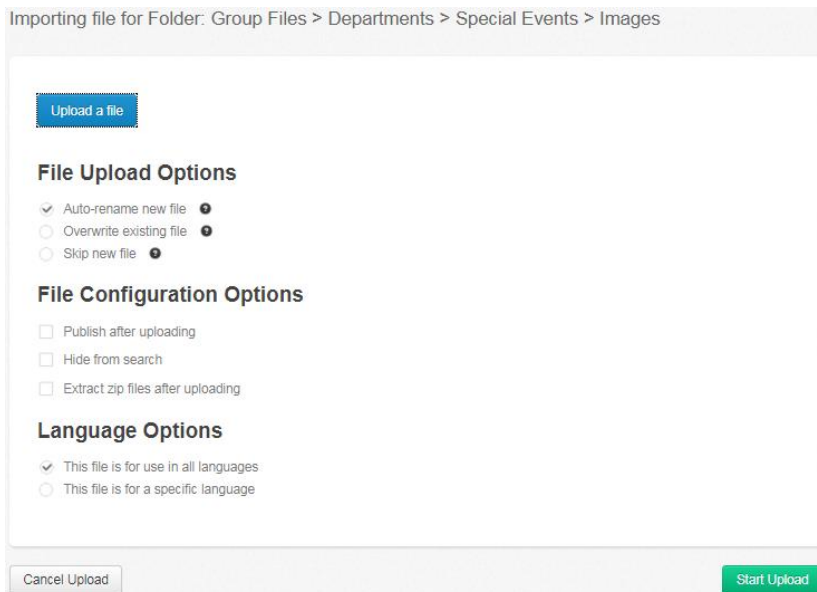 Importing file for Folder: Group Files > Departments > Special Events > Images
Upload a file
File Upload Options
Auto-rename new file ?
Overwrite existing file ?
Skip new file ?
File Configuration Options
Publish after uploading
Hide from search
Extract zip files after uploading
Language Options
This file is for use in all languages
This file is for a specific language
Cancel Upload
Start Upload